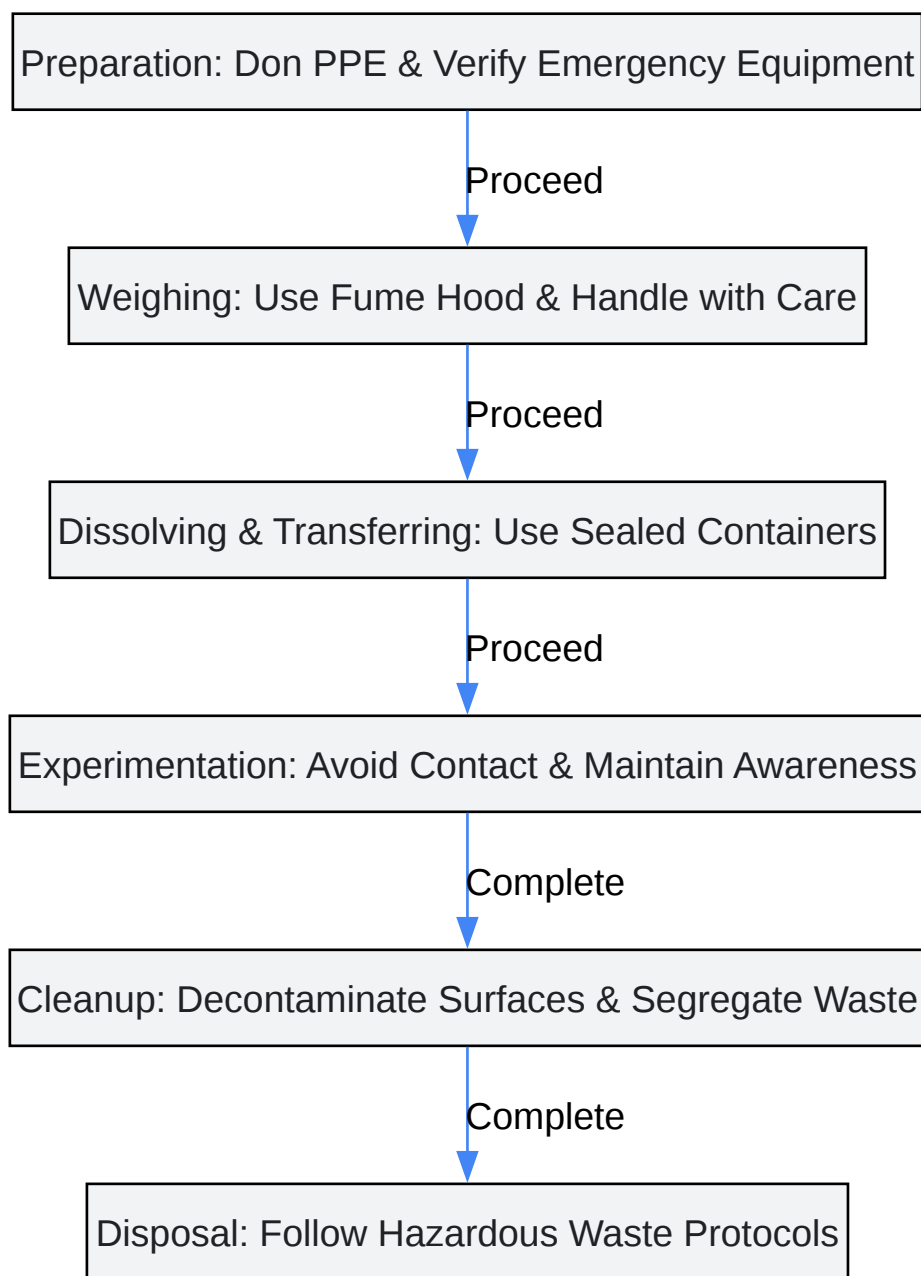 Preparation: Don PPE & Verify Emergency Equipment
Proceed
Weighing: Use Fume Hood & Handle with Care
Proceed
Dissolving & Transferring: Use Sealed Containers
Proceed
Experimentation: Avoid Contact & Maintain Awareness
Complete
Cleanup: Decontaminate Surfaces & Segregate Waste
Complete
Disposal: Follow Hazardous Waste Protocols